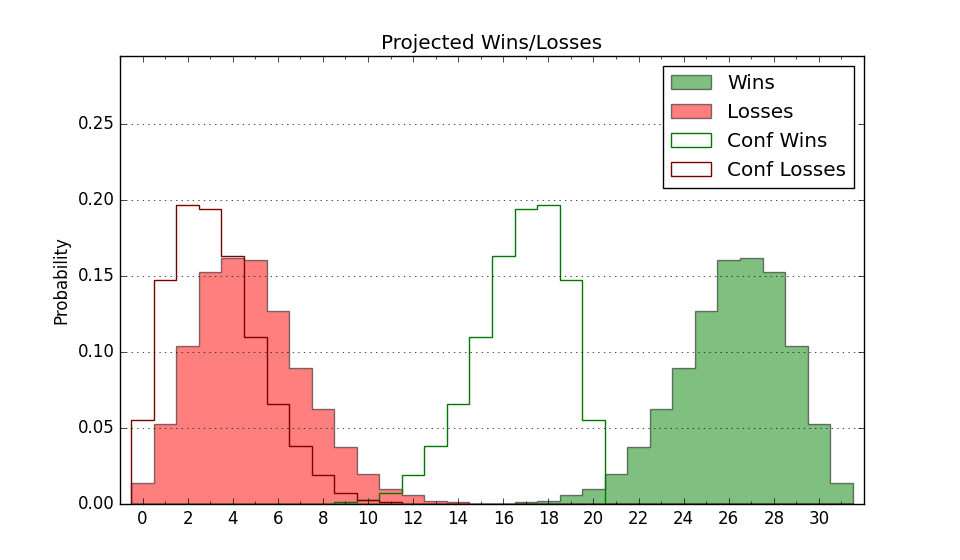 Projected Wins/Losses
Wins
Losses
Conf Wins
Conf Losses
Probability
0.25
0.20
0.15
0.10
0.05
0.00
0 2 4 6 8 10 12 14 16 18 20 22 24 26 28 30